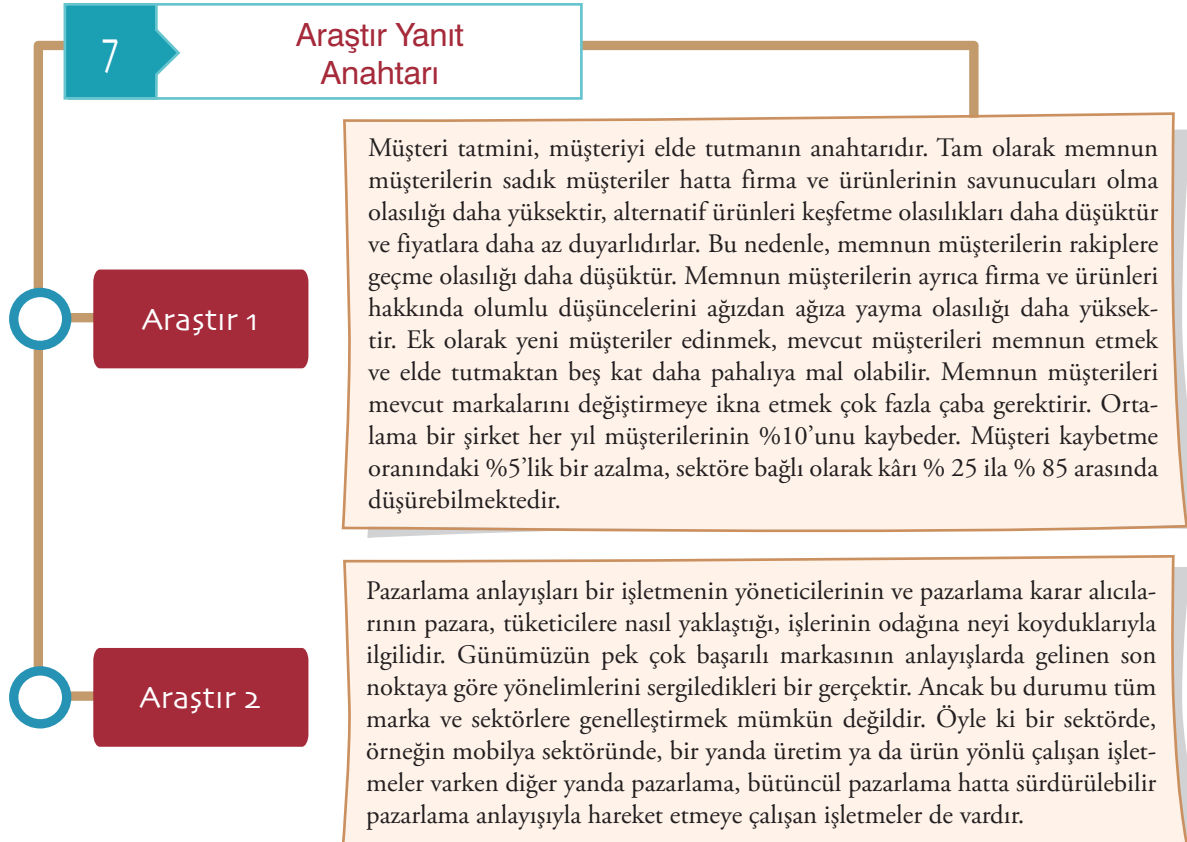 7
Araştır Yanıt
Anahtarı
Araştır 1
Müşteri tatmini, müşteriyi elde tutmanın anahtarıdır. Tam olarak memnun
müşterilerin sadık müşteriler hatta firma ve ürünlerinin savunucuları olma
olasılığı daha yüksektir, alternatif ürünleri keşfetme olasılıkları daha düşüktür
ve fiyatlara daha az duyarlıdırlar. Bu nedenle, memnun müşterilerin rakiplere
geçme olasılığı daha düşüktür. Memnun müşterilerin ayrıca firma ve ürünleri
hakkında olumlu düşüncelerini ağızdan ağıza yayma olasılığı daha yüksek-
tir. Ek olarak yeni müşteriler edinmek, mevcut müşterileri memnun etmek
ve elde tutmaktan beş kat daha pahalıya mal olabilir. Memnun müşterileri
mevcut markalarını değiştirmeye ikna etmek çok fazla çaba gerektirir. Orta-
lama bir şirket her yıl müşterilerinin %10’unu kaybeder. Müşteri kaybetme
oranındaki %5’lik bir azalma, sektöre bağlı olarak kârı % 25 ila % 85 arasında
düşürebilmektedir.
Araştır 2
Pazarlama anlayışları bir işletmenin yöneticilerinin ve pazarlama karar alıcıla-
rının pazara, tüketicilere nasıl yaklaştığı, işlerinin odağına neyi koyduklarıyla
ilgilidir. Günümüzün pek çok başarılı markasının anlayışlarda gelinen son
noktaya göre yönelimlerini sergiledikleri bir gerçektir. Ancak bu durumu tüm
marka ve sektörlere genelleştirmek mümkün değildir. Öyle ki bir sektörde,
örneğin mobilya sektöründe, bir yanda üretim ya da ürün yönlü çalışan işlet-
meler varken diğer yanda pazarlama, bütüncül pazarlama hatta sürdürülebilir
pazarlama anlayışıyla hareket etmeye çalışan işletmeler de vardır.